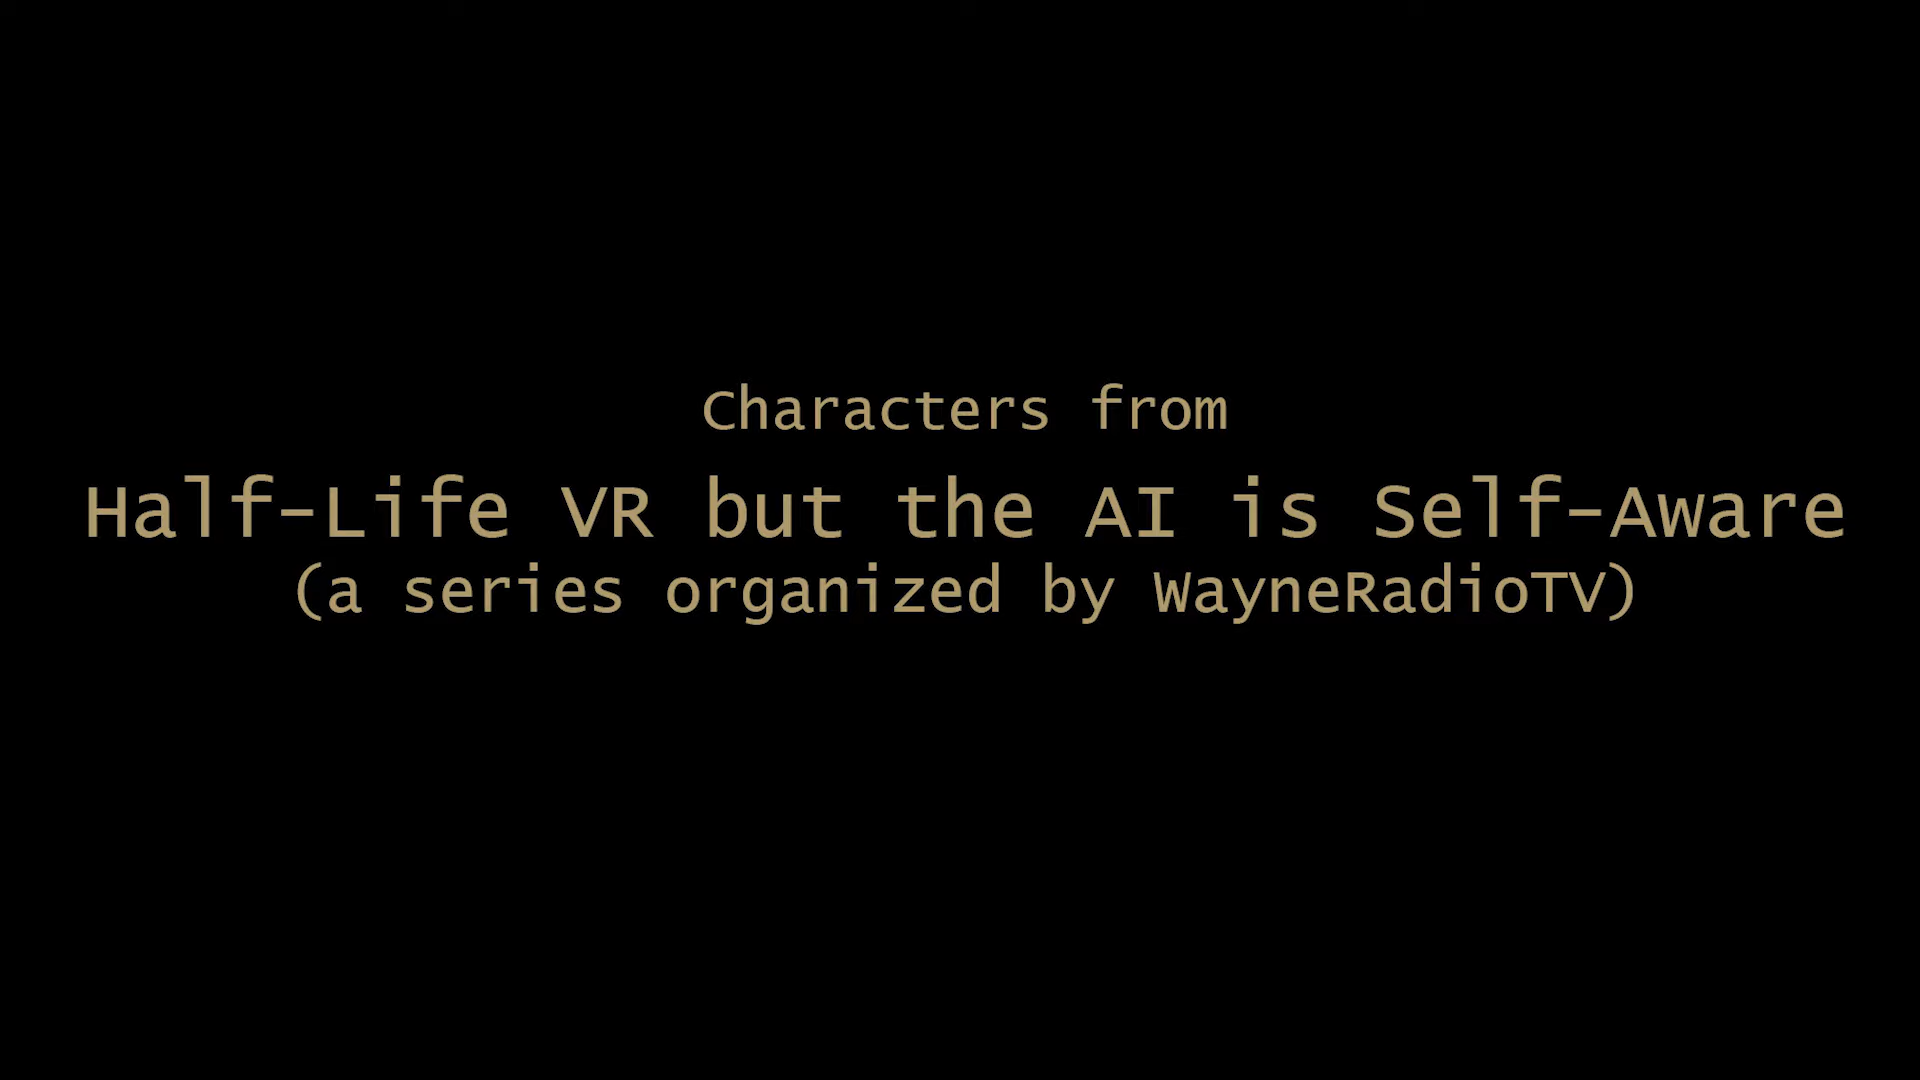 Characters from
Half-Life VR but the AI is Self-Aware
(a series organized by WayneRadioTV)